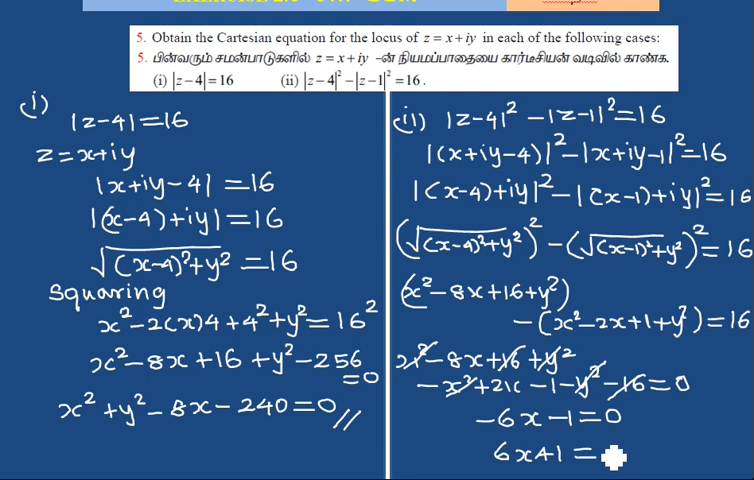 5. Obtain the Cartesian equation for the locus of z = x + iy in each of the following cases:
5. பின்வரும் சமன்பாடுகளில் z = x + iy -ன் நியமப்பாதையை கார்டீசியன் வடிவில் காண்க.
(i) |z − 4| = 16 (ii) |z − 4|² − |z − 1|² = 16 .
(i)
|z − 4| = 16
z = x + iy
|x + iy − 4| = 16
|(x − 4) + iy| = 16
√((x − 4)² + y²) = 16
Squaring
x² − 2(x)4 + 4² + y² = 16²
x² − 8x + 16 + y² − 256
= 0
x² + y² − 8x − 240 = 0 //
(ii) |z − 4|² − |z − 1|² = 16
|(x + iy − 4)|² − |x + iy − 1|² = 16
|(x − 4) + iy|² − |(x − 1) + iy|² = 16
(√((x − 4)² + y²))² − (√((x − 1)² + y²))² = 16
(x² − 8x + 16 + y²)
− (x² − 2x + 1 + y²) = 16
x² − 8x + 16 + y²
− x² + 2x − 1 − y² − 16 = 0
− 6x − 1 = 0
6x + 1 =